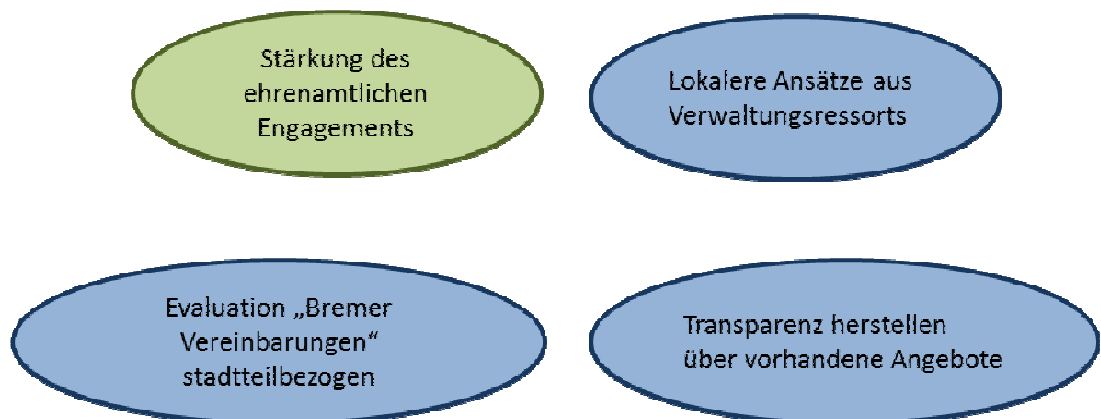 Stärkung des
ehrenamtlichen
Engagements
Lokalere Ansätze aus
Verwaltungsressorts
Evaluation „Bremer
Vereinbarungen“
stadtteilbezogen
Transparenz herstellen
über vorhandene Angebote